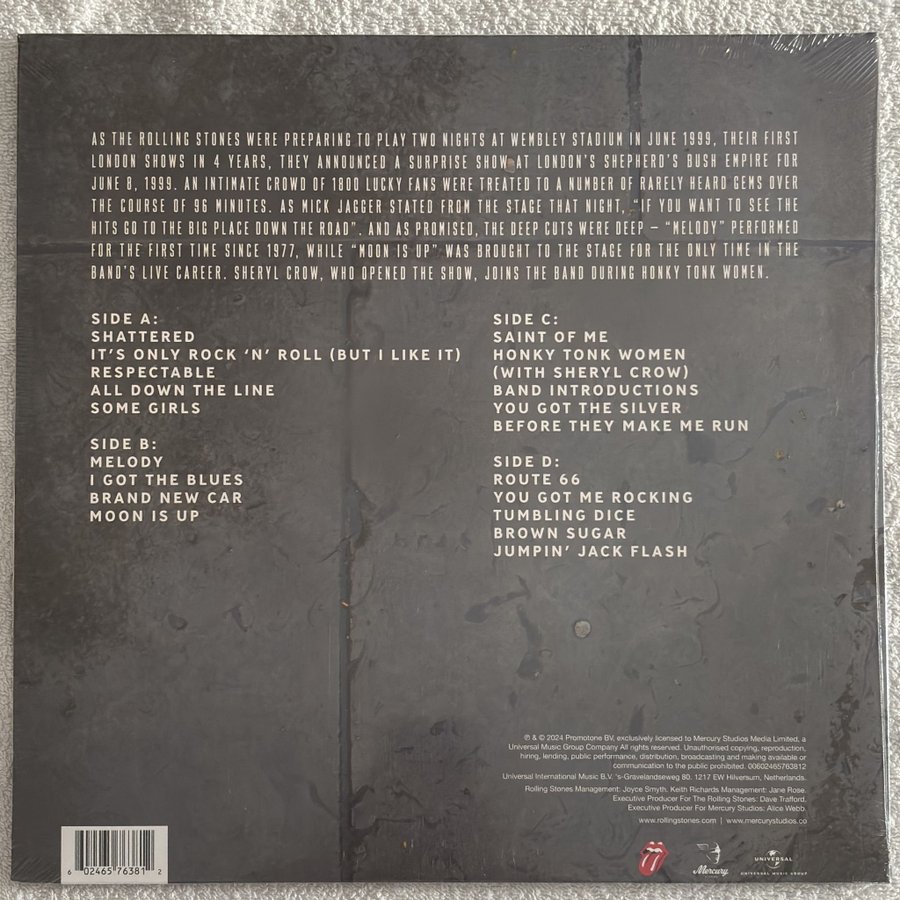 AS THE ROLLING STONES WERE PREPARING TO PLAY TWO NIGHTS AT WEMBLEY STADIUM IN JUNE 1999, THEIR FIRST
LONDON SHOWS IN 4 YEARS, THEY ANNOUNCED A SURPRISE SHOW AT LONDON'S SHEPHERD'S BUSH EMPIRE FOR
JUNE 8, 1999. AN INTIMATE CROWD OF 1800 LUCKY FANS WERE TREATED TO A NUMBER OF RARELY HEARD GEMS OVER
THE COURSE OF 96 MINUTES. AS MICK JAGGER STATED FROM THE STAGE THAT NIGHT, "IF YOU WANT TO SEE THE
HITS GO TO THE BIG PLACE DOWN THE ROAD". AND AS PROMISED, THE DEEP CUTS WERE DEEP – "MELODY" PERFORMED
FOR THE FIRST TIME SINCE 1977, WHILE "MOON IS UP" WAS BROUGHT TO THE STAGE FOR THE ONLY TIME IN THE
BAND'S LIVE CAREER. SHERYL CROW, WHO OPENED THE SHOW, JOINS THE BAND DURING HONKY TONK WOMEN.
SIDE A:
SHATTERED
IT'S ONLY ROCK 'N' ROLL (BUT I LIKE IT)
RESPECTABLE
ALL DOWN THE LINE
SOME GIRLS
SIDE B:
MELODY
I GOT THE BLUES
BRAND NEW CAR
MOON IS UP
SIDE C:
SAINT OF ME
HONKY TONK WOMEN
(WITH SHERYL CROW)
BAND INTRODUCTIONS
YOU GOT THE SILVER
BEFORE THEY MAKE ME RUN
SIDE D:
ROUTE 66
YOU GOT ME ROCKING
TUMBLING DICE
BROWN SUGAR
JUMPIN' JACK FLASH
℗ & © 2024 Promotone BV, exclusively licensed to Mercury Studios Media Limited, a
Universal Music Group Company All rights reserved. Unauthorised copying, reproduction,
hiring, lending, public performance, distribution, broadcasting and making available or
communication to the public prohibited. 00602465763812
Universal International Music B.V. 's-Gravelandseweg 80. 1217 EW Hilversum, Netherlands.
Rolling Stones Management: Joyce Smyth, Keith Richards Management: Jane Rose.
Executive Producer For The Rolling Stones: Dave Trafford,
Executive Producer For Mercury Studios: Alice Webb.
www.rollingstones.com | www.mercurystudios.co
6 02465 76381 2
Mercury
UNIVERSAL
UNIVERSAL MUSIC GROUP